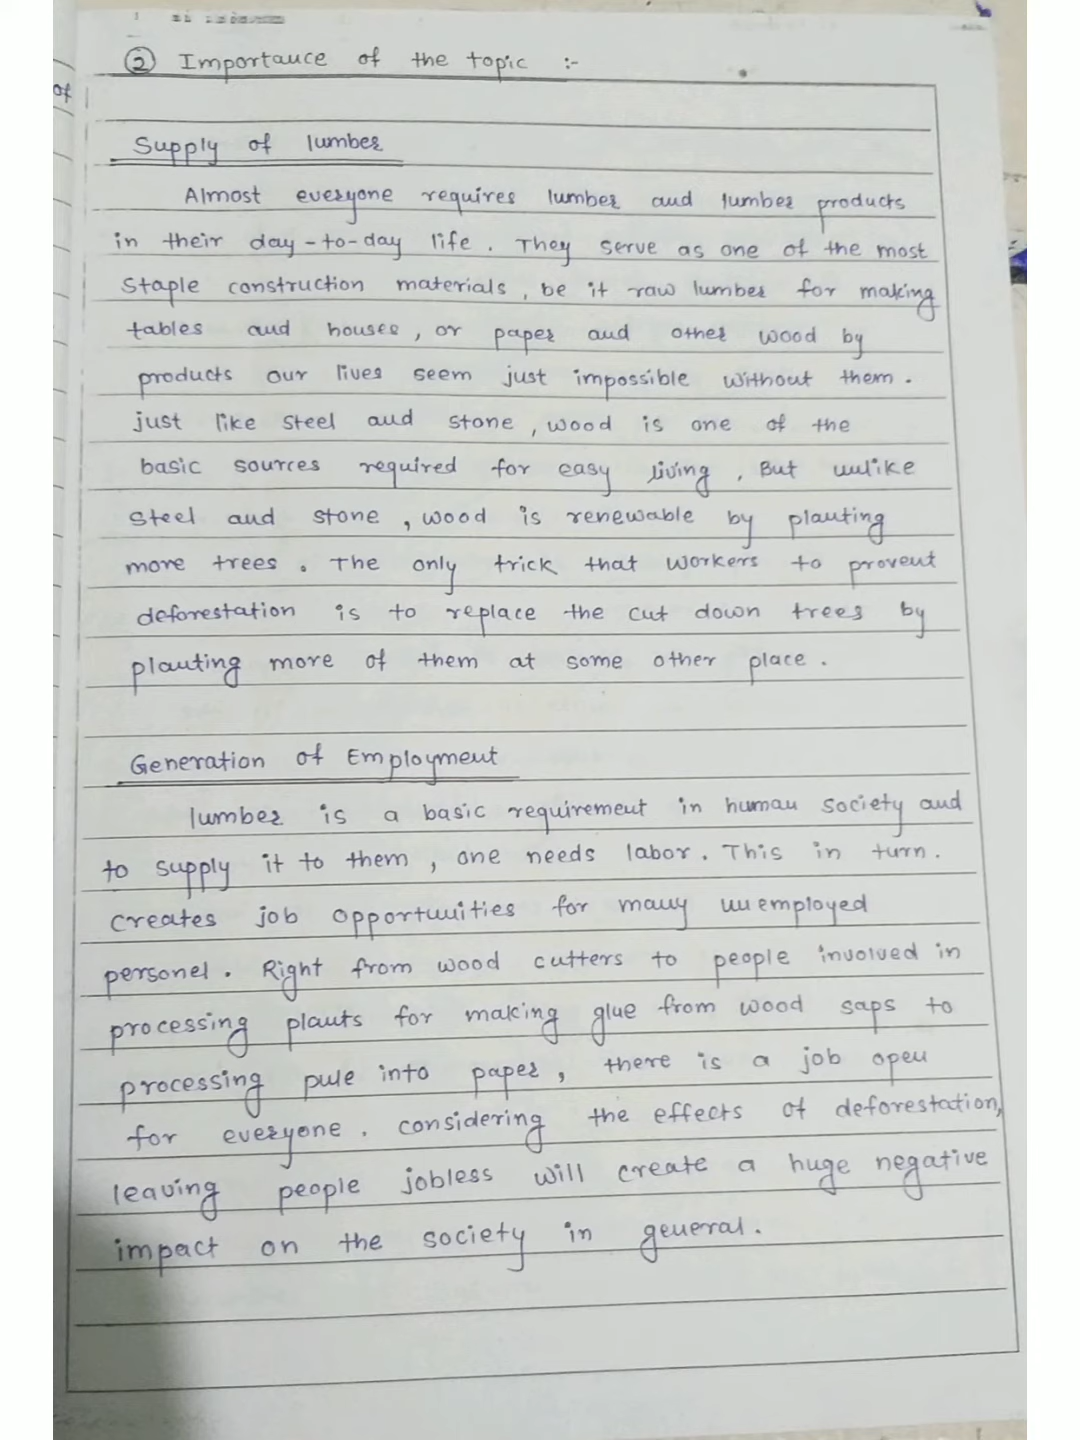 ② Importance of the topic :-
of
Supply of lumber
Almost everyone requires lumber and lumber products
in their day-to-day life. They serve as one of the most
staple construction materials, be it raw lumber for making
tables and houses, or paper and other wood by
products our lives seem just impossible without them.
just like steel and stone, wood is one of the
basic sources required for easy living. But unlike
steel and stone, wood is renewable by planting
more trees. The only trick that workers to provent
deforestation is to replace the cut down trees by
planting more of them at some other place.
Generation of Employment
lumber is a basic requirement in human society and
to supply it to them, one needs labor. This in turn.
creates job opportunities for many unemployed
personel. Right from wood cutters to people involved in
processing plants for making glue from wood saps to
processing pule into paper, there is a job open
for everyone. considering the effects of deforestation,
leaving people jobless will create a huge negative
impact on the society in general.